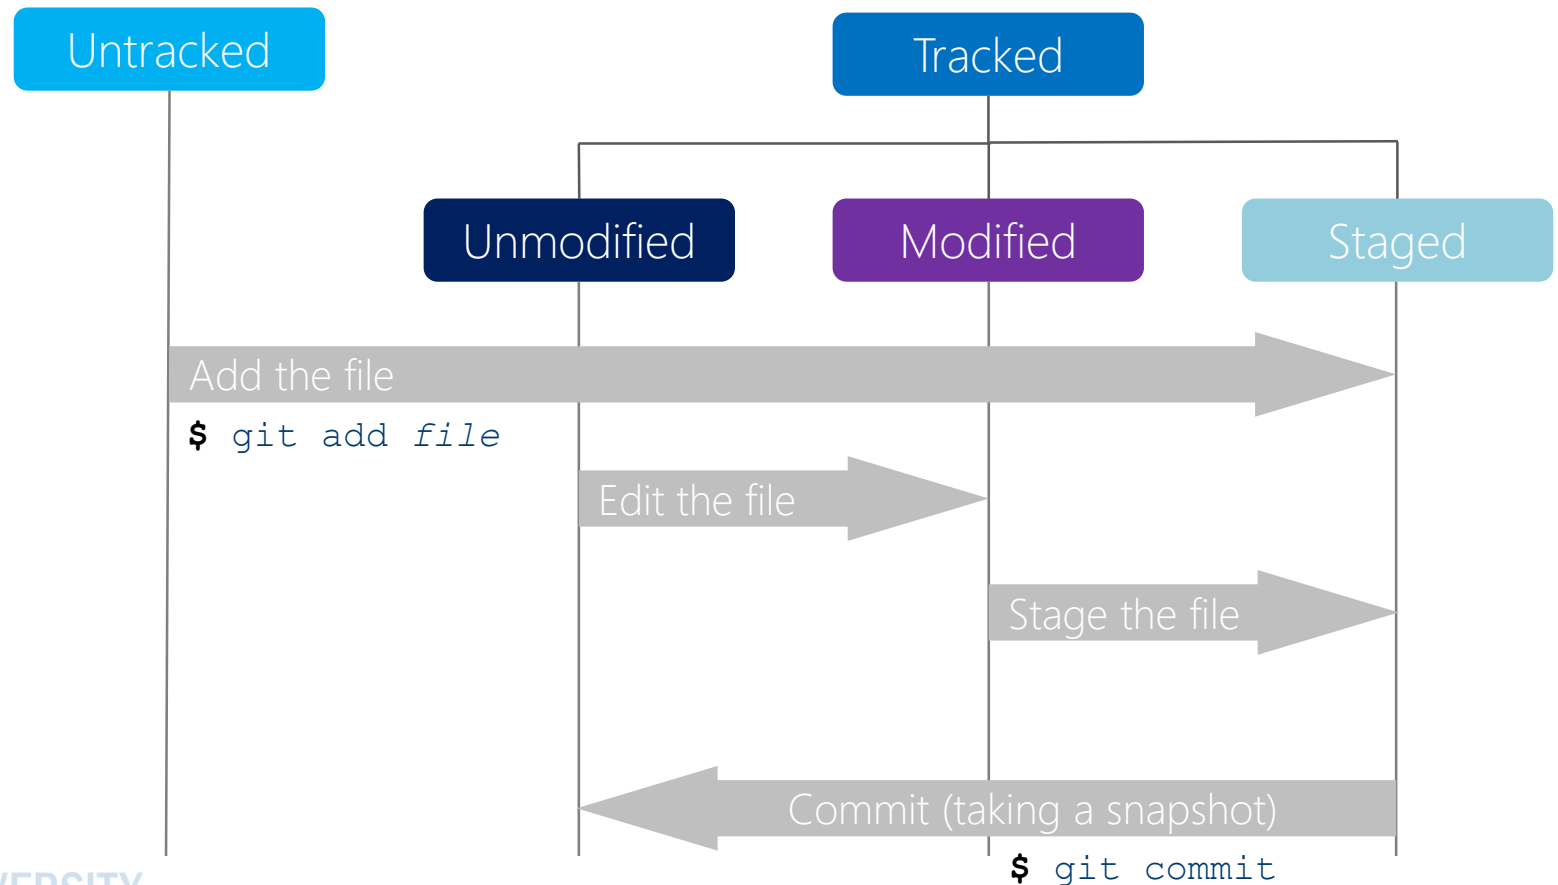 Untracked
Tracked
Unmodified
Modified
Staged
Add the file
$ git add file
Edit the file
Stage the file
Commit (taking a snapshot)
$ git commit